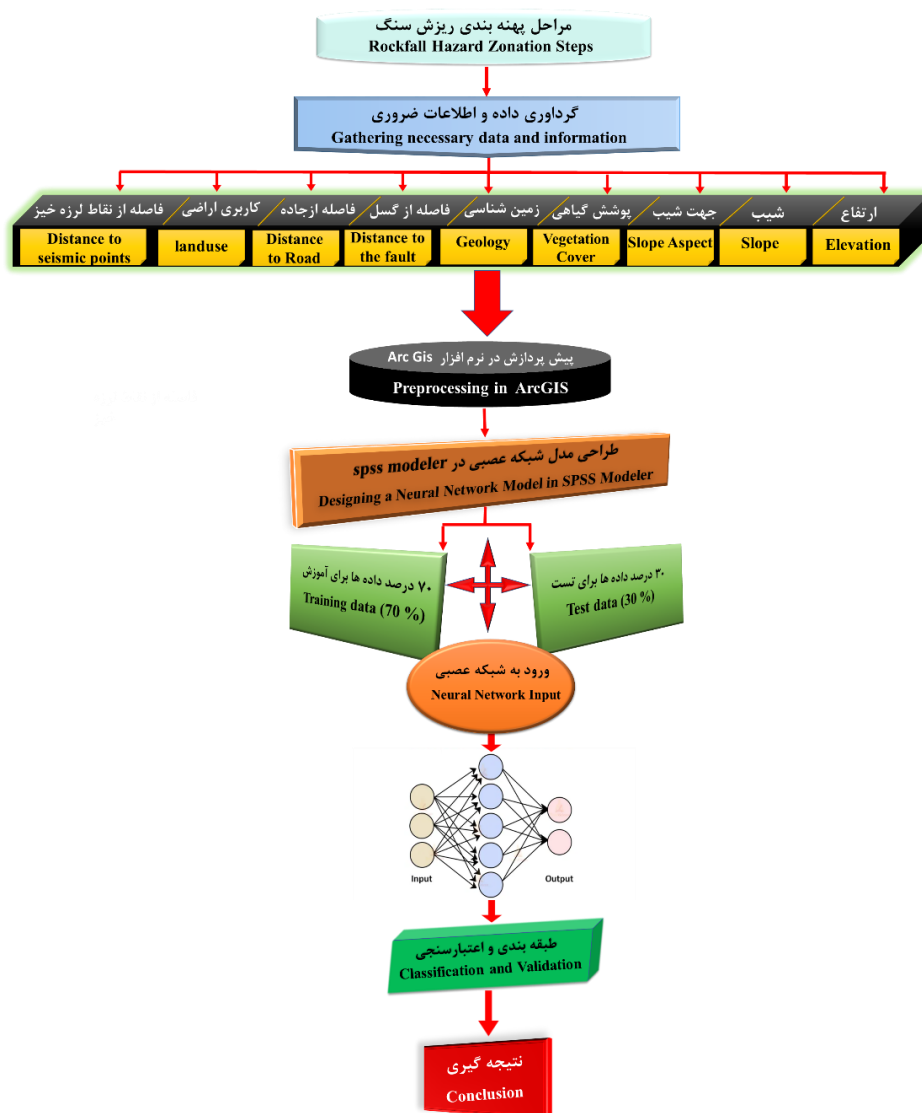 مراحل پهنه بندی ریزش سنگ
Rockfall Hazard Zonation Steps
گرداوری داده و اطلاعات ضروری
Gathering necessary data and information
ارتفاع
شیب
جهت شیب
پوشش گیاهی
زمین شناسی
فاصله از گسل
فاصله ازجاده
کاربری اراضی
فاصله از نقاط لرزه خیز
Distance to
seismic points
landuse
Distance
to Road
Distance to
the fault
Geology
Vegetation
Cover
Slope Aspect
Slope
Elevation
پیش پردازش در نرم افزار Arc Gis
Preprocessing in ArcGIS
طراحی مدل شبکه عصبی در spss modeler
Designing a Neural Network Model in SPSS Modeler
۷۰ درصد داده ها برای آموزش
Training data (70 %)
۳۰ درصد داده ها برای تست
Test data (30 %)
ورود به شبکه عصبی
Neural Network Input
Input
Output
طبقه بندی و اعتبارسنجی
Classification and Validation
نتیجه گیری
Conclusion